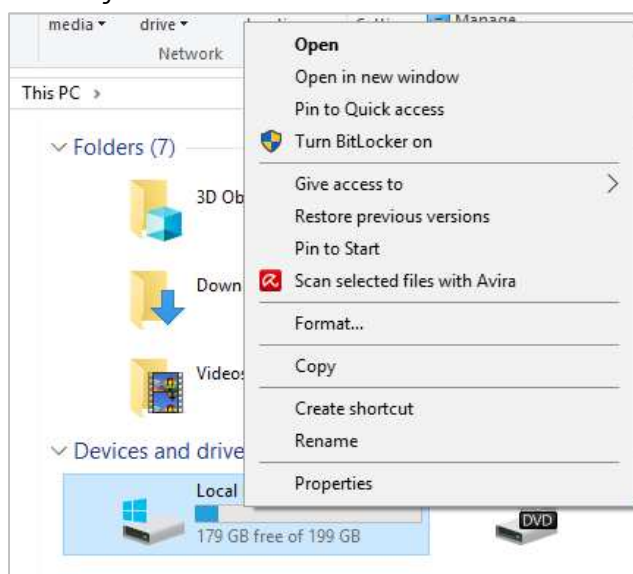 media drive Manage
Network
This PC
Folders (7)
3D Ob
Down
Videos
Devices and drive
Local
179 GB free of 199 GB
DVD
Open
Open in new window
Pin to Quick access
Turn BitLocker on
Give access to
Restore previous versions
Pin to Start
Scan selected files with Avira
Format...
Copy
Create shortcut
Rename
Properties